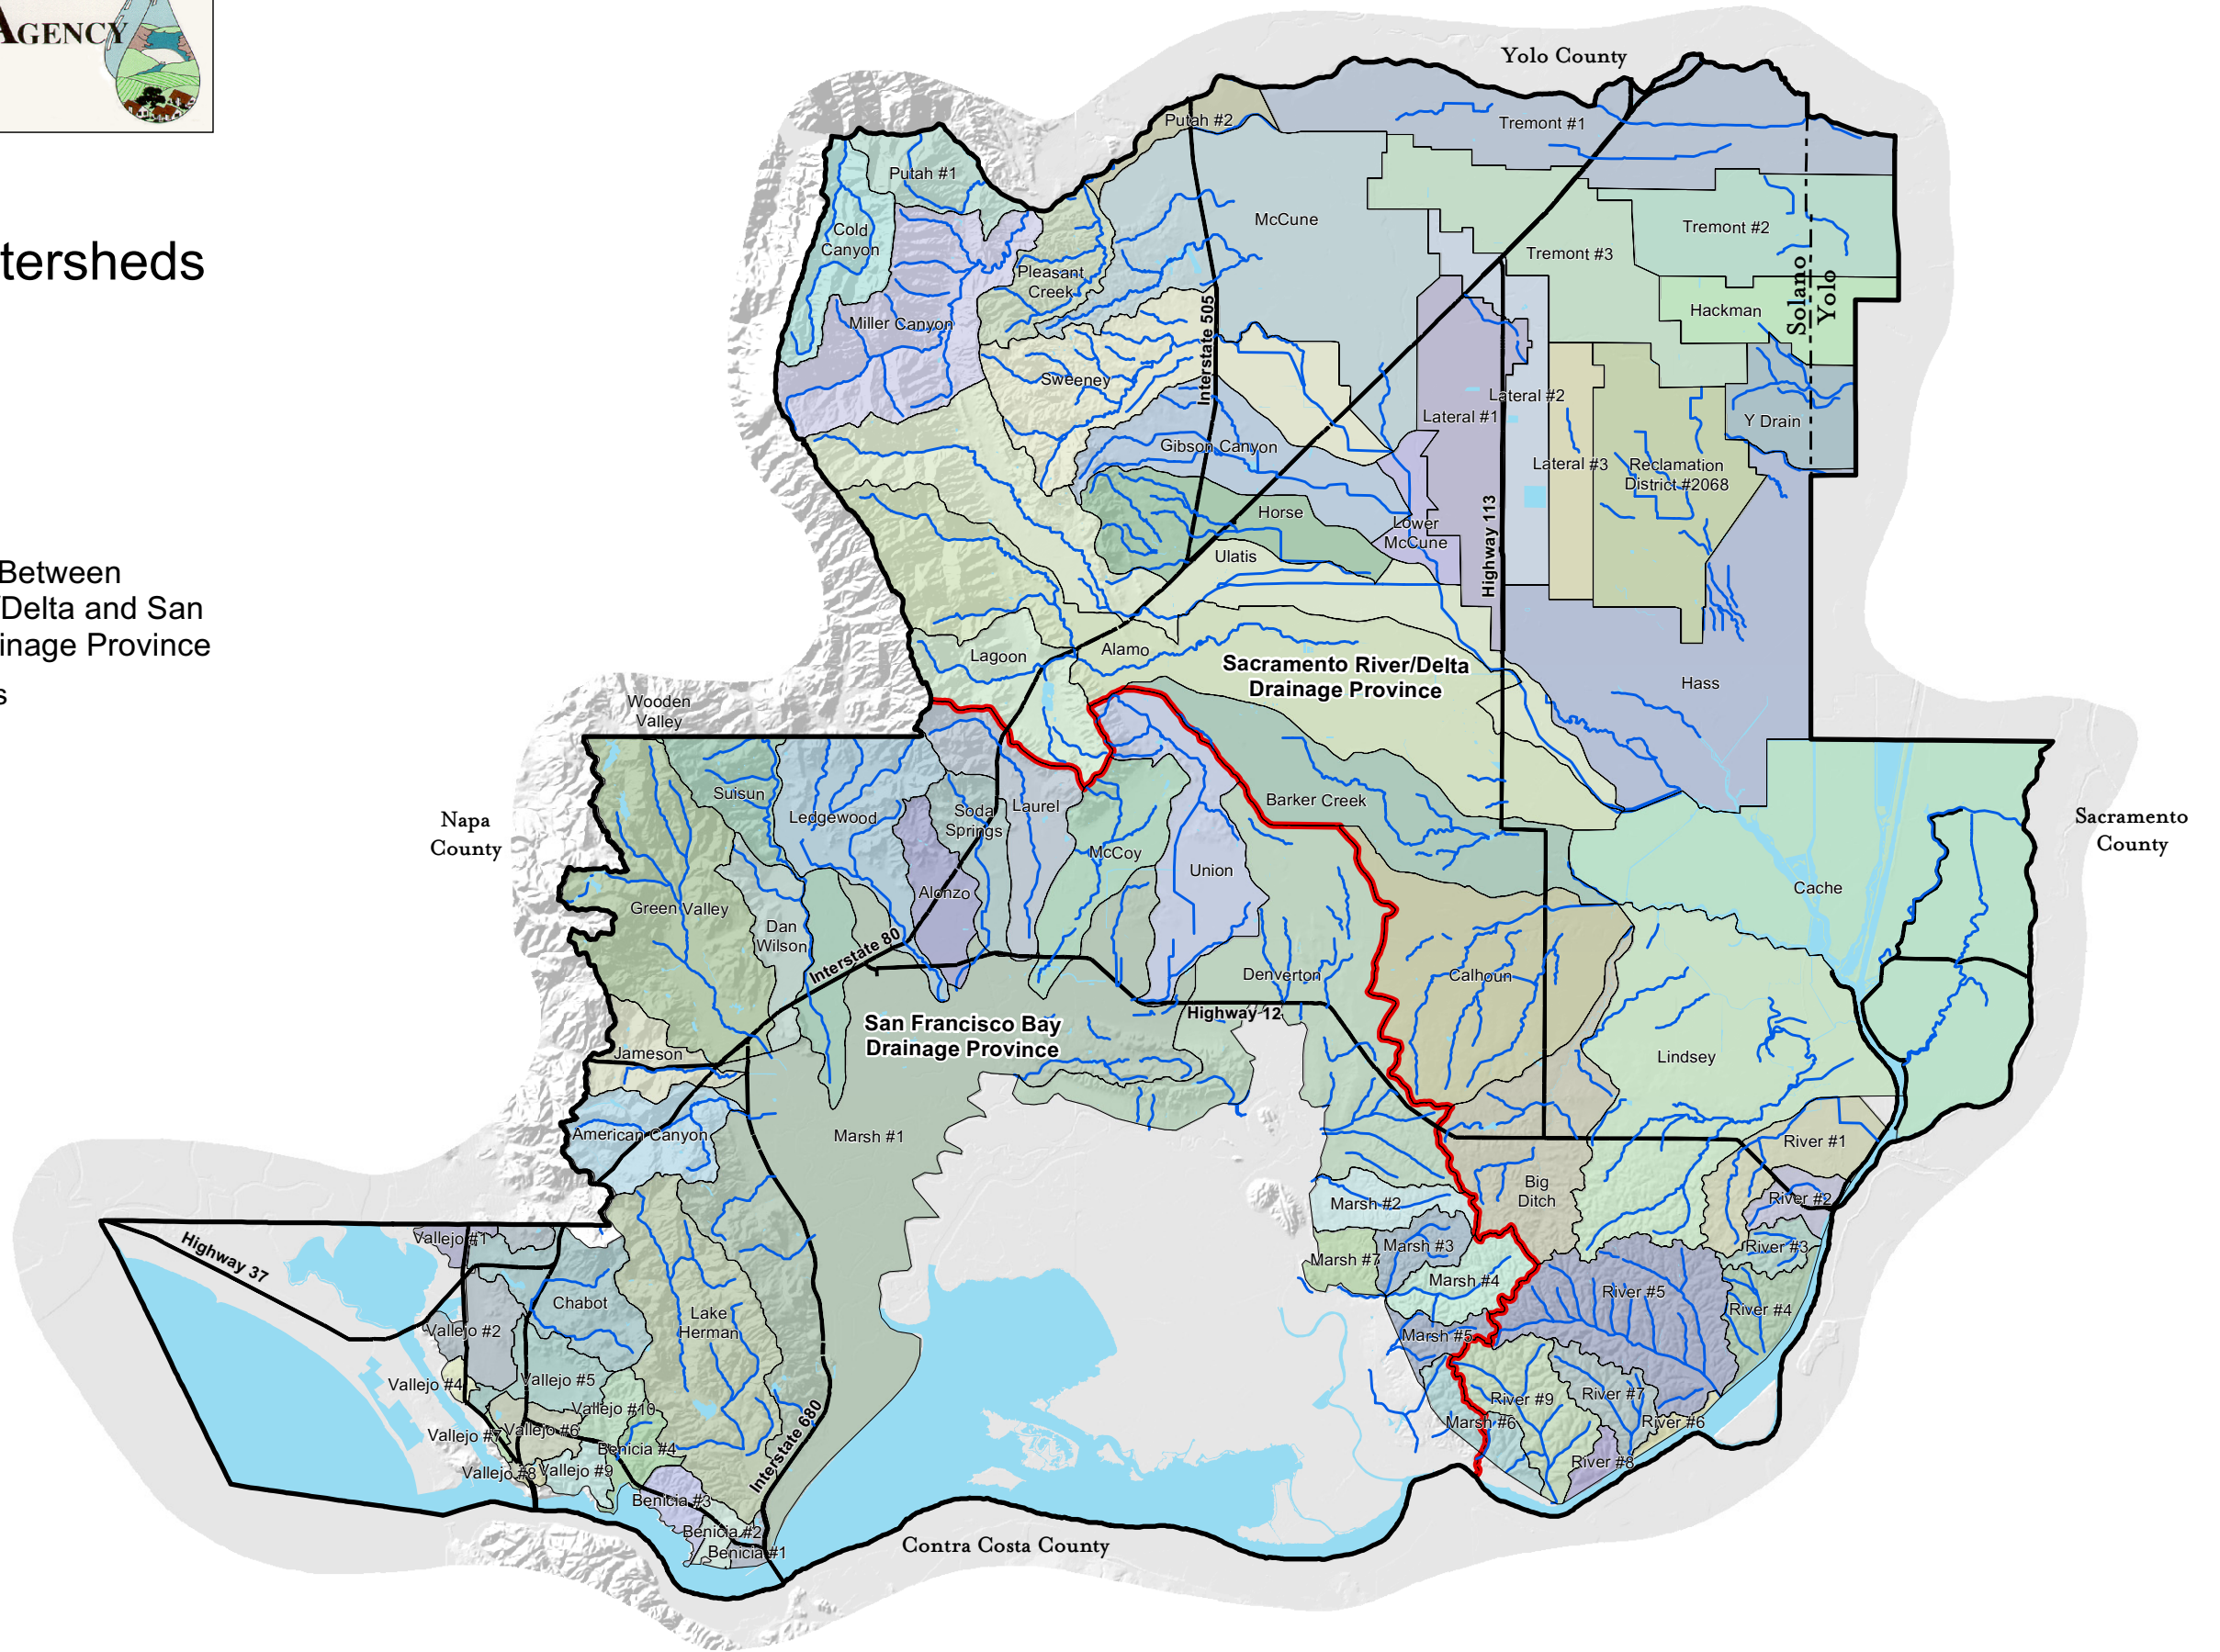 AGENCY
tersheds
Between
/Delta and San
inage Province
s
Yolo County
Putah #2
Tremont #1
Putah #1
McCune
Cold
Canyon
Tremont #2
Tremont #3
Pleasant
Creek
Solano
Yolo
Hackman
Miller Canyon
Interstate 505
Sweeney
Lateral #2
Lateral #1
Y Drain
Gibson Canyon
Lateral #3
Reclamation
District #2068
Horse
Lower
McCune
Highway 113
Ulatis
Lagoon
Alamo
Sacramento River/Delta
Drainage Province
Hass
Wooden
Valley
Suisun
Ledgewood
Soda
Springs
Laurel
Barker Creek
Napa
County
Sacramento
County
McCoy
Union
Cache
Alonzo
Green Valley
Dan
Wilson
Interstate 80
Denverton
Calhoun
Highway 12
San Francisco Bay
Drainage Province
Jameson
Lindsey
American Canyon
Marsh #1
River #1
Big
Ditch
Marsh #2
River #2
Vallejo #1
Highway 37
Marsh #3
River #3
Marsh #7
Marsh #4
River #5
Chabot
Lake
Herman
River #4
Vallejo #2
Marsh #5
Vallejo #4
Vallejo #5
River #7
River #9
Vallejo #10
Marsh #6
River #6
Vallejo #7
Vallejo #6
Benicia #4
Interstate 680
River #8
Vallejo #8
Vallejo #9
Benicia #3
Benicia #2
Benicia #1
Contra Costa County